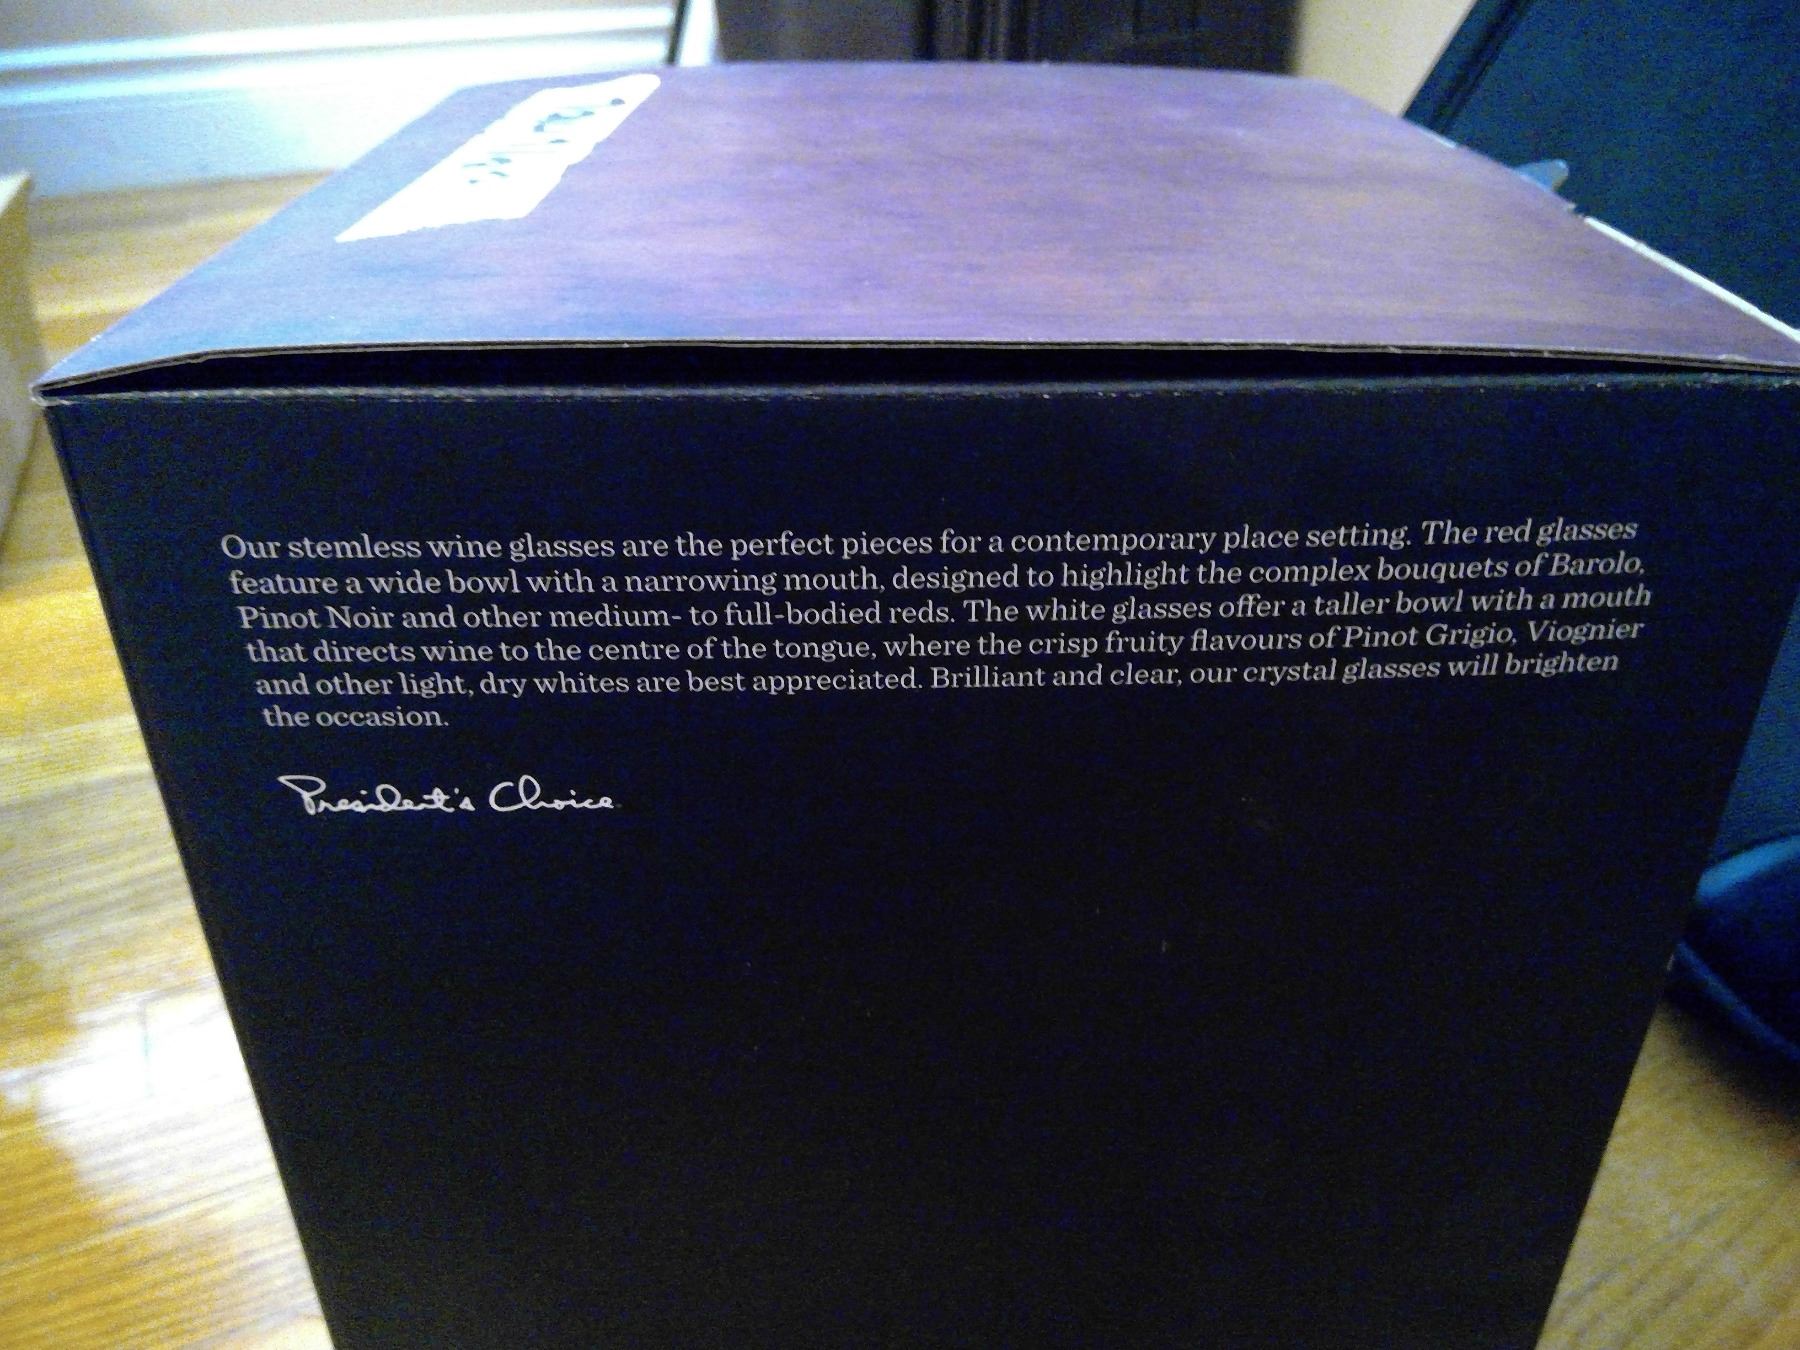 Our stemless wine glasses are the perfect pieces for a contemporary place setting. The red glasses
feature a wide bowl with a narrowing mouth, designed to highlight the complex bouquets of Barolo,
Pinot Noir and other medium- to full-bodied reds. The white glasses offer a taller bowl with a mouth
that directs wine to the centre of the tongue, where the crisp fruity flavours of Pinot Grigio, Viognier
and other light, dry whites are best appreciated. Brilliant and clear, our crystal glasses will brighten
the occasion.
President's Choice